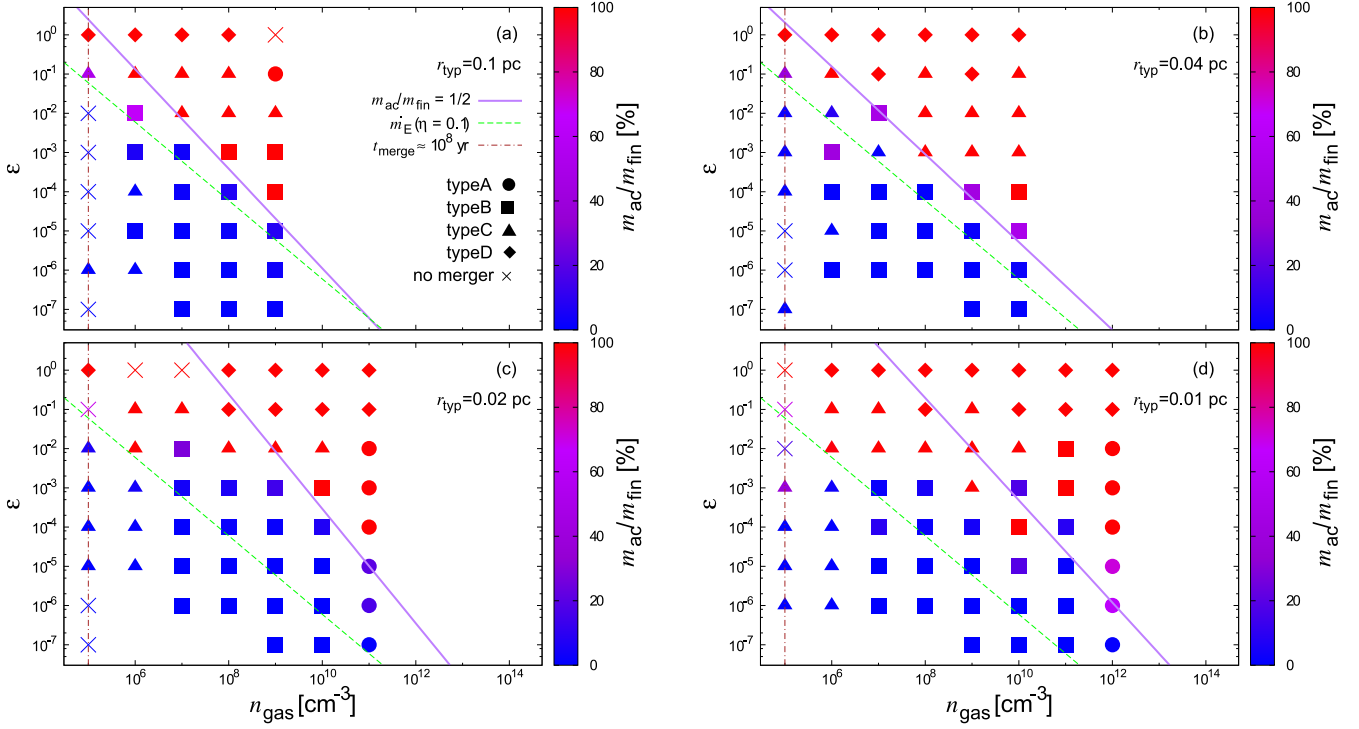 (a)
r_typ=0.1 pc
m_ac/m_fin = 1/2
ṁ_E(η = 0.1)
t_merge≈ 10^8 yr
typeA
typeB
typeC
typeD
no merger
ε
10^0
10^-1
10^-2
10^-3
10^-4
10^-5
10^-6
10^-7
100
80
60
40
20
0
m_ac/m_fin [%]
(b)
r_typ=0.04 pc
ε
10^0
10^-1
10^-2
10^-3
10^-4
10^-5
10^-6
10^-7
100
80
60
40
20
0
m_ac/m_fin [%]
(c)
r_typ=0.02 pc
ε
10^0
10^-1
10^-2
10^-3
10^-4
10^-5
10^-6
10^-7
10^6 10^8 10^10 10^12 10^14
n_gas [cm^-3]
100
80
60
40
20
0
m_ac/m_fin [%]
(d)
r_typ=0.01 pc
ε
10^0
10^-1
10^-2
10^-3
10^-4
10^-5
10^-6
10^-7
10^6 10^8 10^10 10^12 10^14
n_gas [cm^-3]
100
80
60
40
20
0
m_ac/m_fin [%]